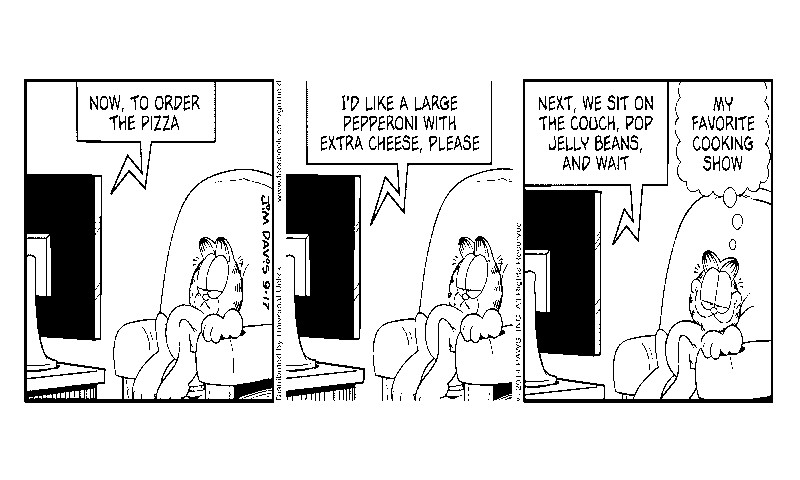 NOW, TO ORDER
THE PIZZA
JIM DAVIS 9-17
I'D LIKE A LARGE
PEPPERONI WITH
EXTRA CHEESE, PLEASE
NEXT, WE SIT ON
THE COUCH, POP
JELLY BEANS,
AND WAIT
MY
FAVORITE
COOKING
SHOW